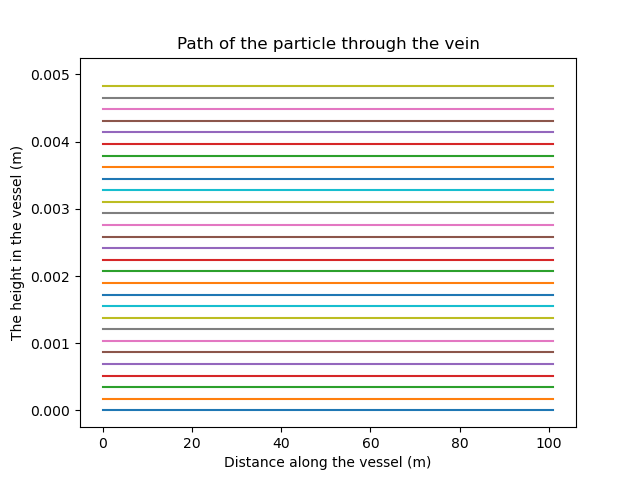 Path of the particle through the vein
0.005
0.004
0.003
0.002
0.001
0.000
The height in the vessel (m)
0 20 40 60 80 100
Distance along the vessel (m)